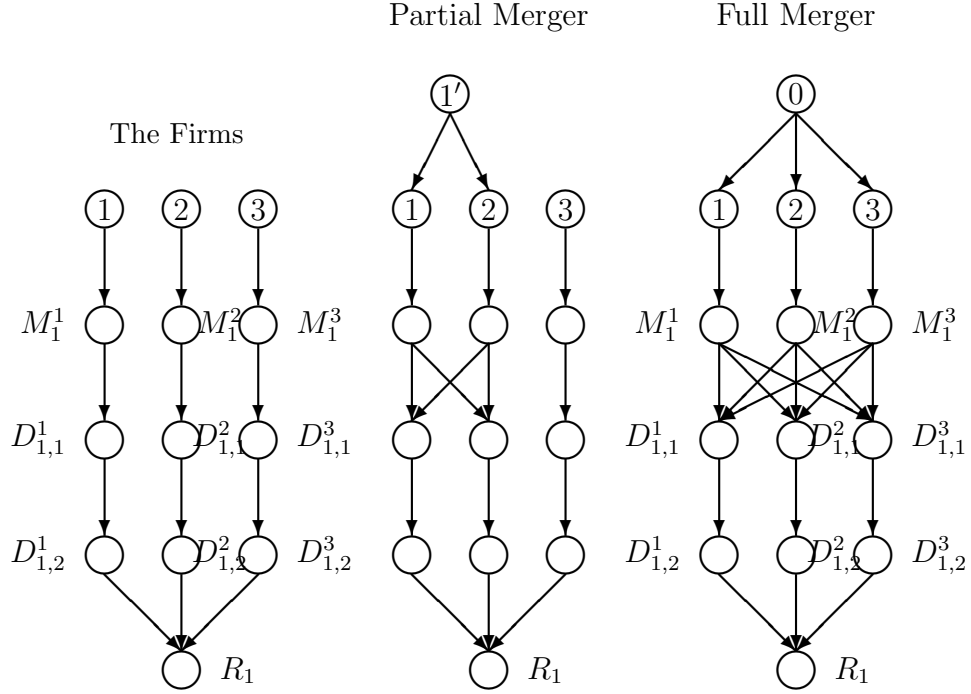 Partial Merger Full Merger
1′ 0
The Firms
1 2 3 1 2 3 1 2 3
M_1^1 M_1^2 M_1^3 M_1^1 M_1^2 M_1^3
D_{1,1}^1 D_{1,1}^2 D_{1,1}^3 D_{1,1}^1 D_{1,1}^2 D_{1,1}^3
D_{1,2}^1 D_{1,2}^2 D_{1,2}^3 D_{1,2}^1 D_{1,2}^2 D_{1,2}^3
R_1 R_1 R_1